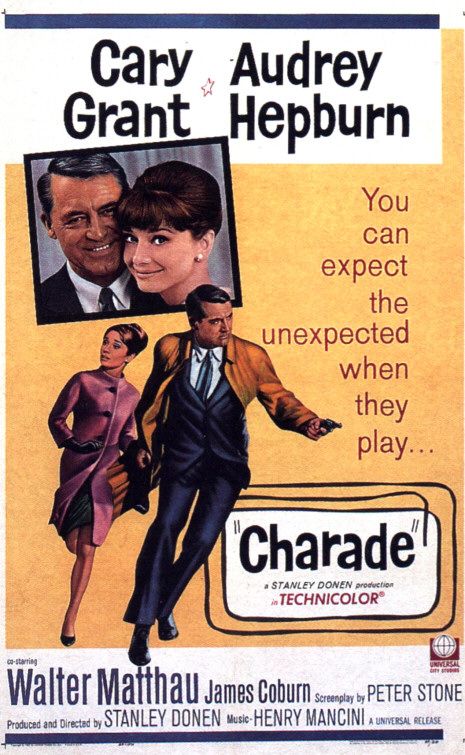 Cary Audrey
Grant Hepburn
You
can
expect
the
unexpected
when
they
play...
"Charade"
a STANLEY DONEN production
in TECHNICOLOR®
UNIVERSAL
CITY STUDIOS
co-starring
Walter Matthau James Coburn Screenplay by PETER STONE
Produced and Directed by STANLEY DONEN Music-HENRY MANCINI A UNIVERSAL RELEASE